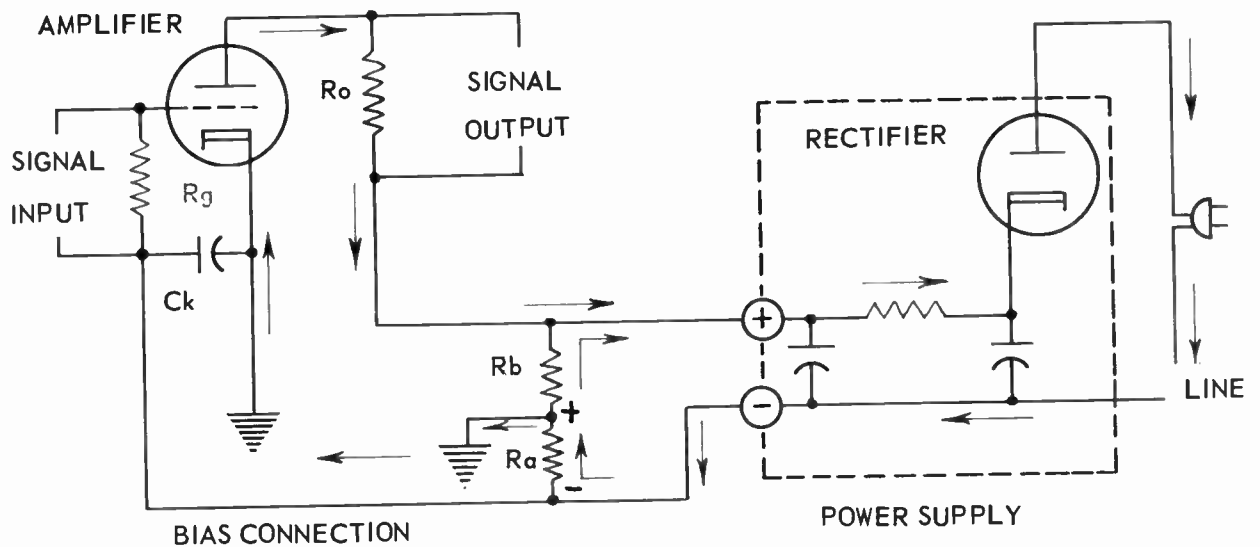 AMPLIFIER
Ro
SIGNAL
OUTPUT
RECTIFIER
SIGNAL
INPUT
Rg
Ck
+
Rb
+
-
LINE
Ra
-
BIAS CONNECTION
POWER SUPPLY